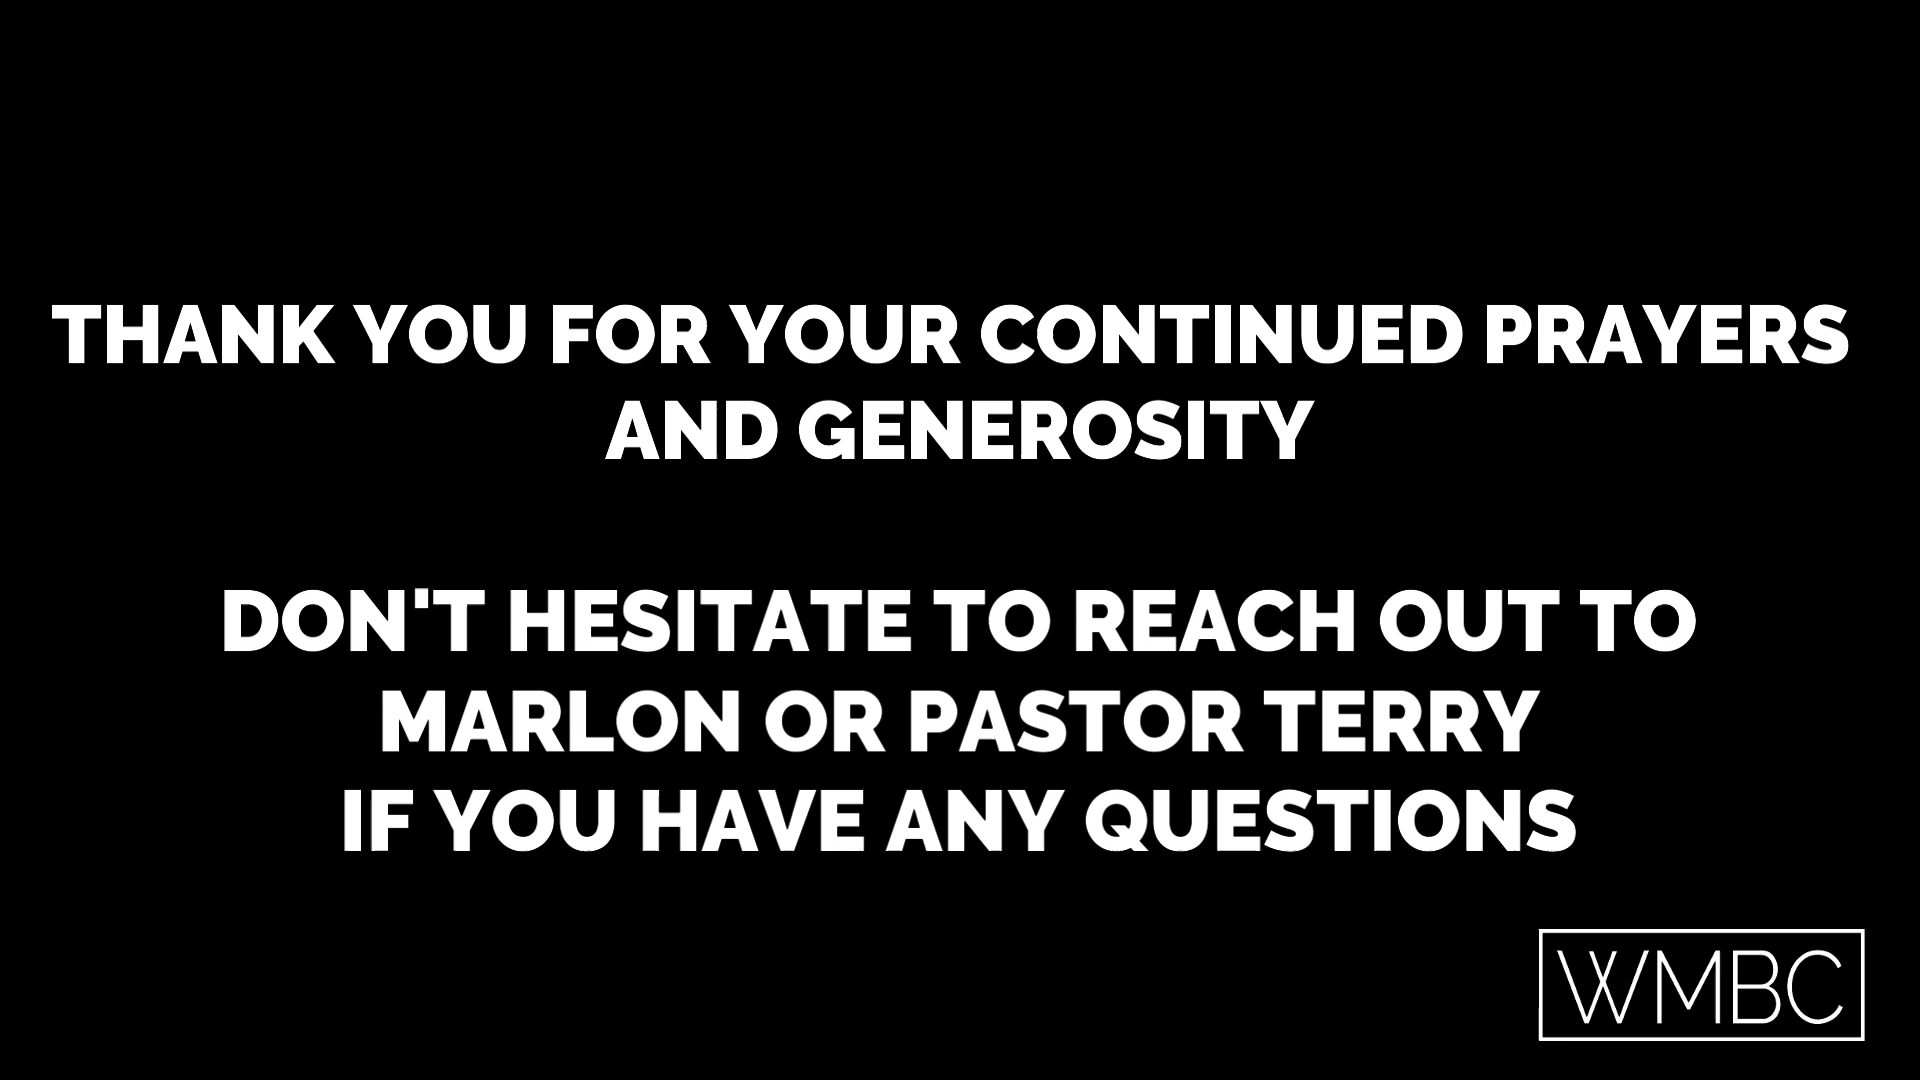 THANK YOU FOR YOUR CONTINUED PRAYERS
AND GENEROSITY
DON'T HESITATE TO REACH OUT TO
MARLON OR PASTOR TERRY
IF YOU HAVE ANY QUESTIONS
WMBC